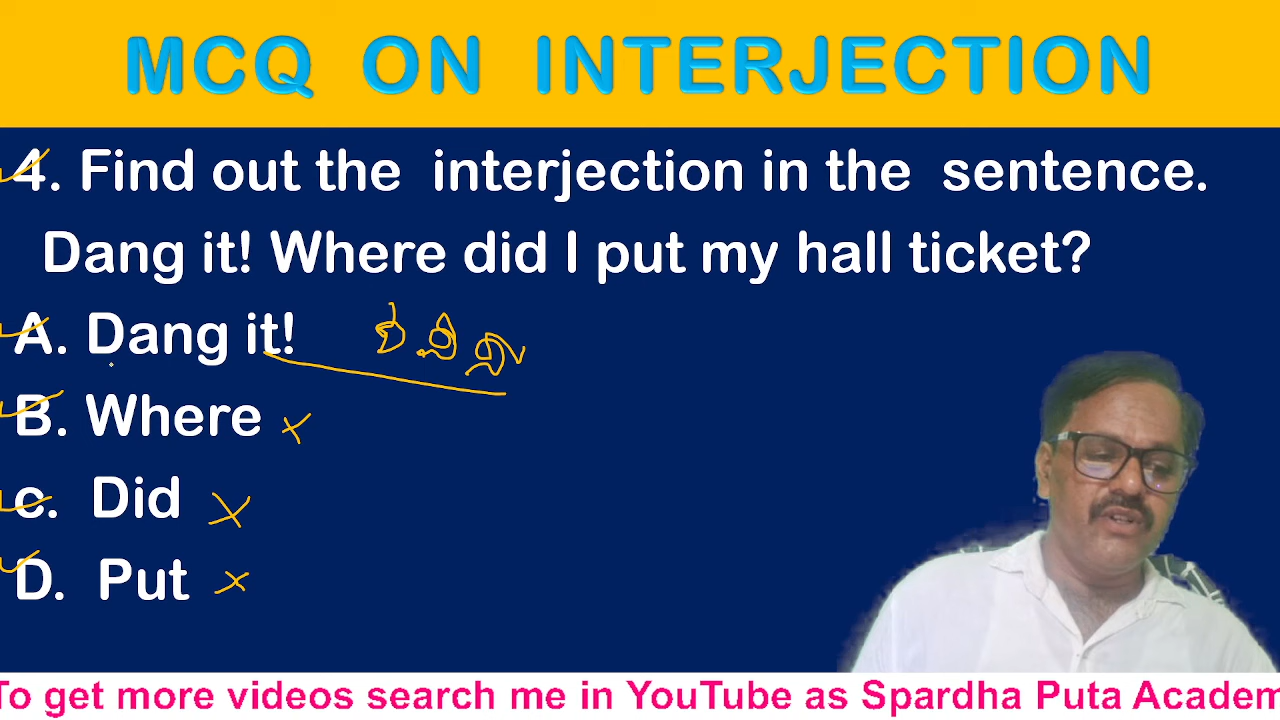 MCQ ON INTERJECTION
4. Find out the interjection in the sentence.
Dang it! Where did I put my hall ticket?
A. Dang it!
B. Where
c. Did
D. Put
To get more videos search me in YouTube as Spardha Puta Academ